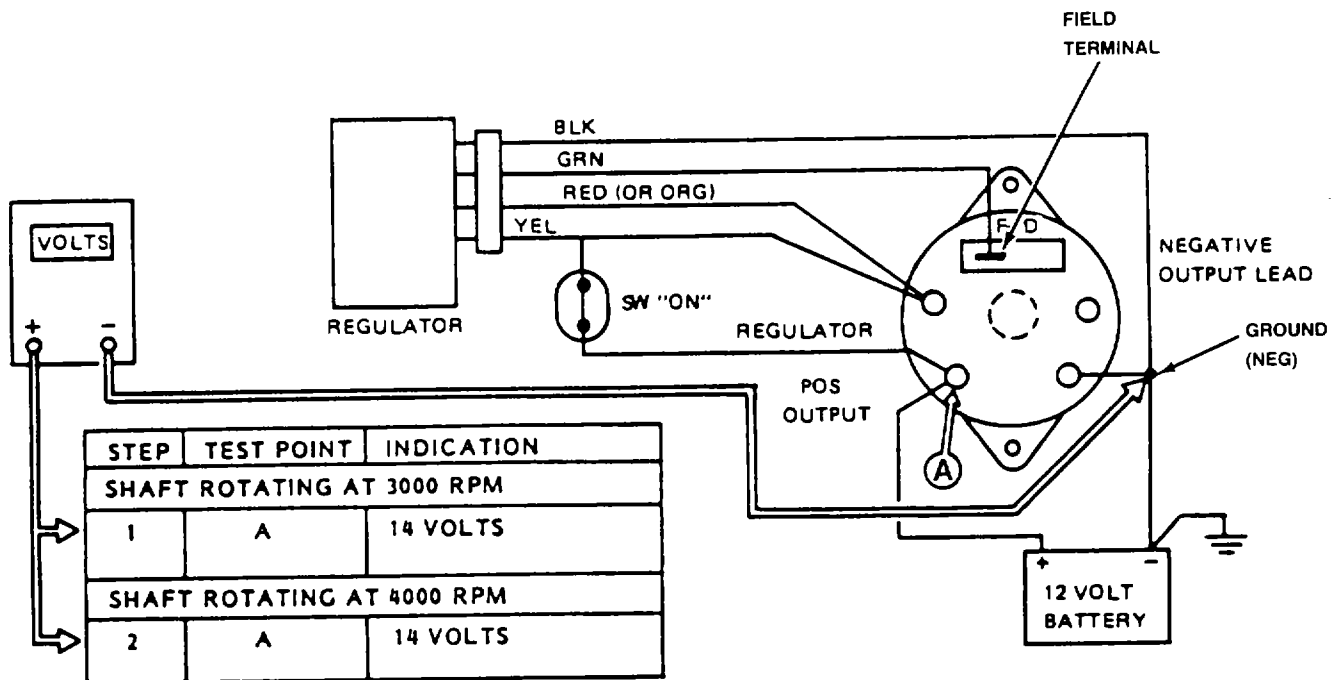 FIELD
TERMINAL
BLK
GRN
RED (OR ORG)
YEL
VOLTS
+ -
REGULATOR
SW "ON"
REGULATOR
F D
NEGATIVE
OUTPUT LEAD
GROUND
(NEG)
POS
OUTPUT
A
STEP TEST POINT INDICATION
SHAFT ROTATING AT 3000 RPM
1 A 14 VOLTS
SHAFT ROTATING AT 4000 RPM
2 A 14 VOLTS
+ -
12 VOLT
BATTERY